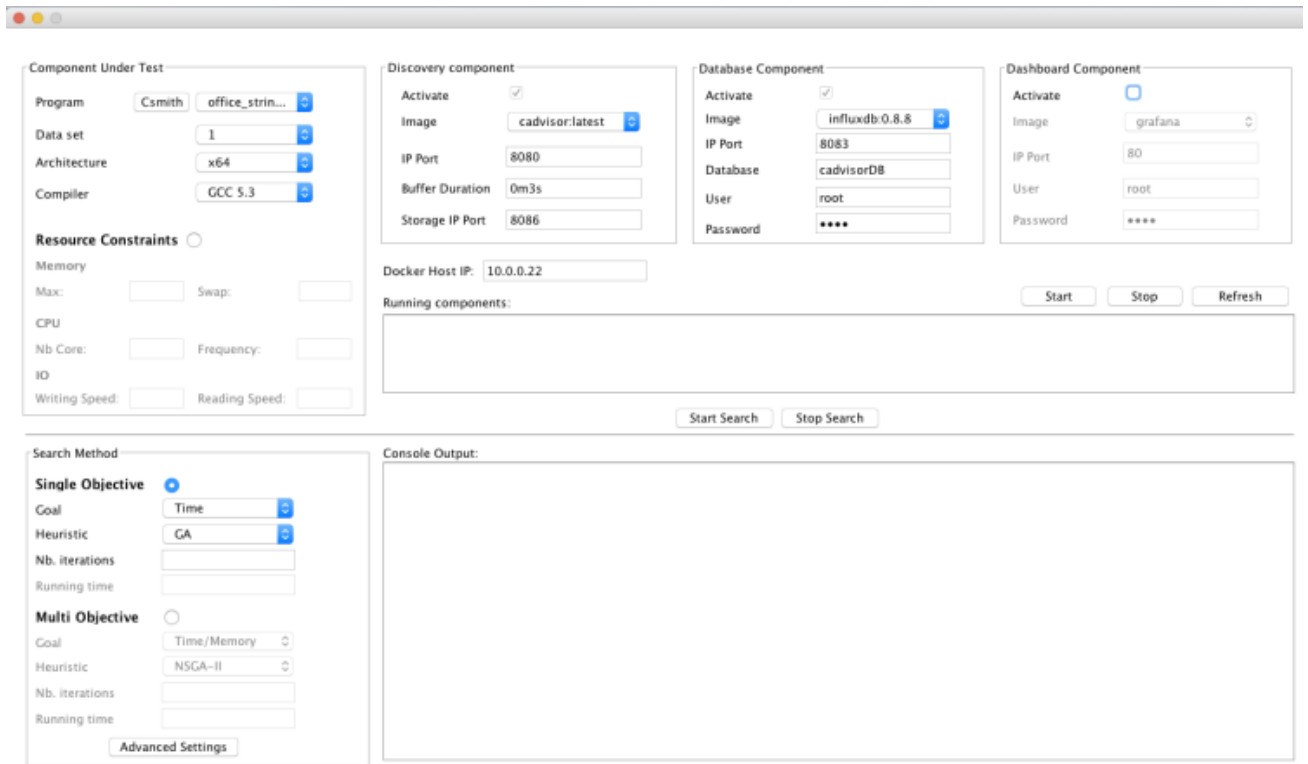 Component Under Test
Program Csmith office_strin...
Data set 1
Architecture x64
Compiler GCC 5.3
Resource Constraints
Memory
Max: Swap:
CPU
Nb Core: Frequency:
IO
Writing Speed: Reading Speed:
Discovery component
Activate
Image cadvisor:latest
IP Port 8080
Buffer Duration 0m3s
Storage IP Port 8086
Database Component
Activate
Image influxdb:0.8.8
IP Port 8083
Database cadvisorDB
User root
Password ••••
Dashboard Component
Activate
Image grafana
IP Port 80
User root
Password ••••
Docker Host IP: 10.0.0.22
Running components:
Start Stop Refresh
Start Search Stop Search
Search Method
Single Objective
Goal Time
Heuristic GA
Nb. iterations
Running time
Multi Objective
Goal Time/Memory
Heuristic NSGA-II
Nb. iterations
Running time
Advanced Settings
Console Output: